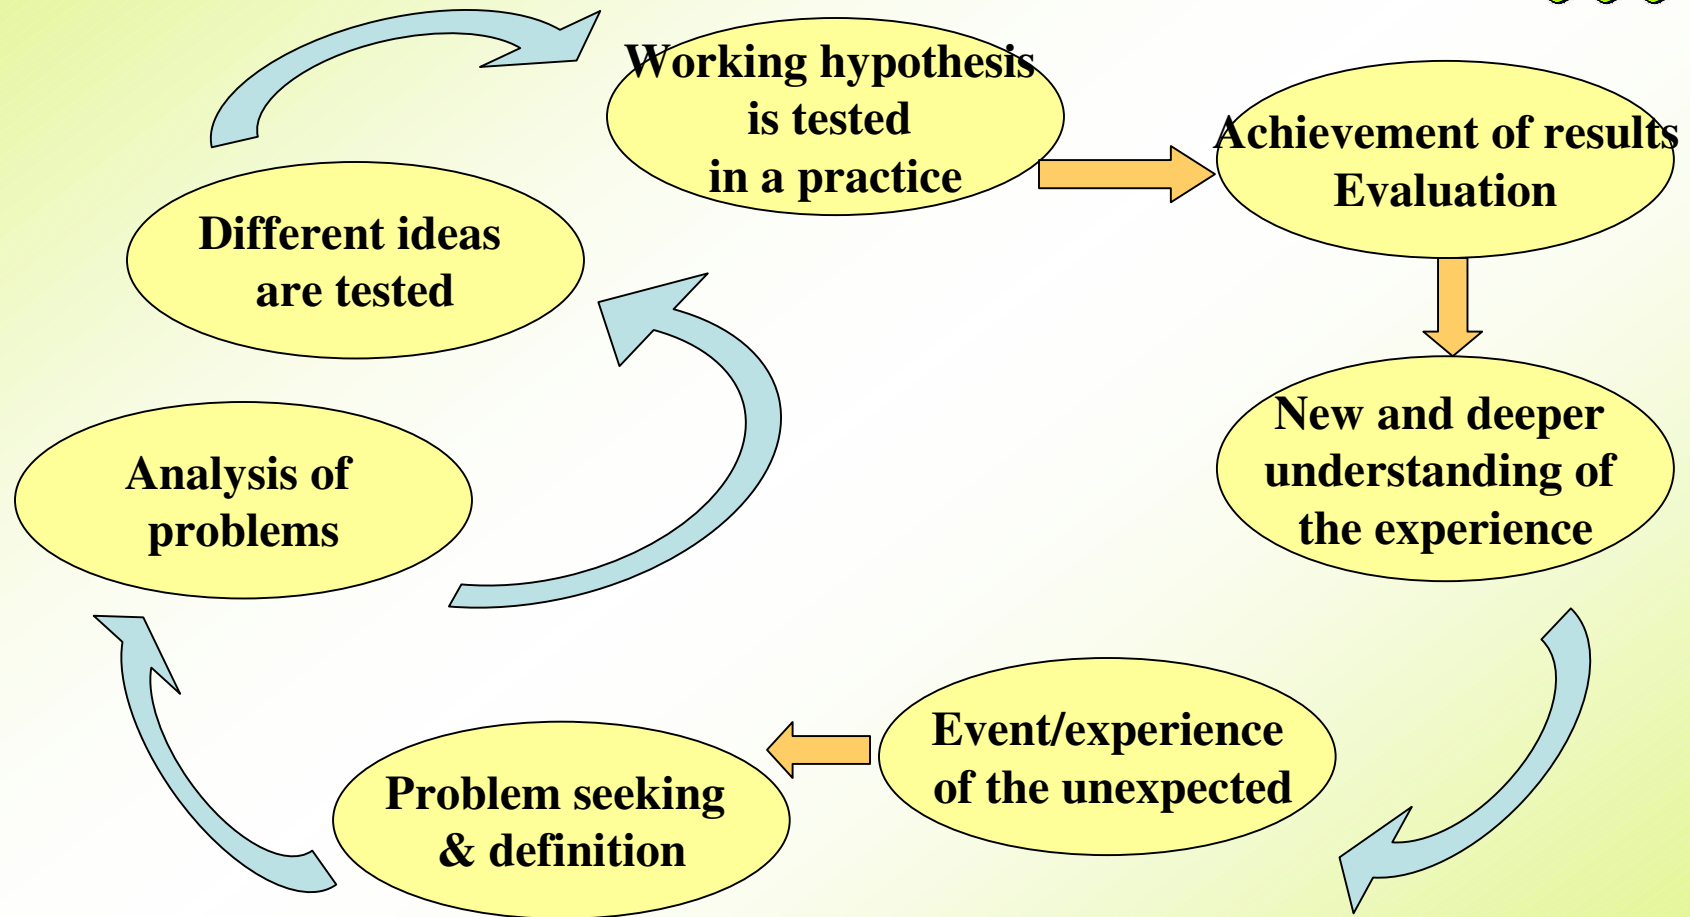 Working hypothesis
is tested
in a practice
Achievement of results
Evaluation
Different ideas
are tested
New and deeper
understanding of
the experience
Analysis of
problems
Event/experience
of the unexpected
Problem seeking
& definition